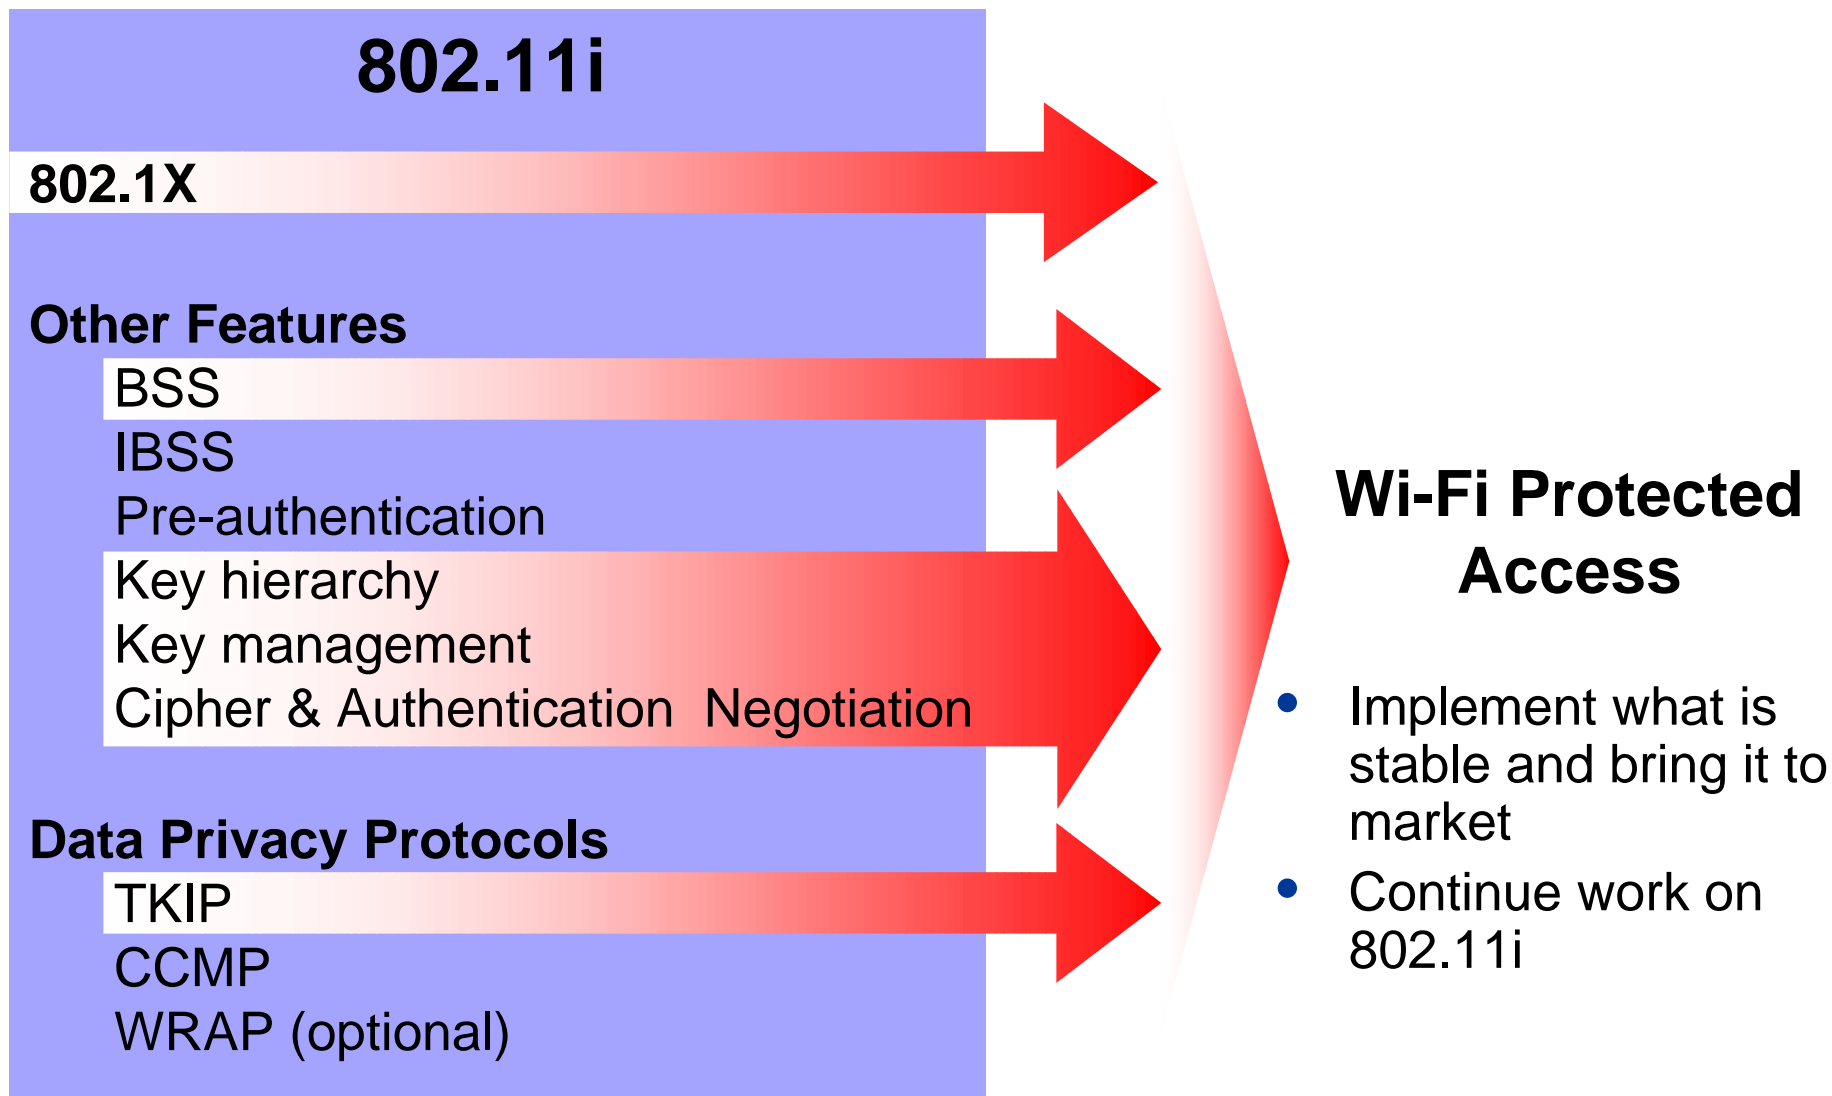 802.11i
802.1X
Other Features
BSS
IBSS
Pre-authentication
Key hierarchy
Key management
Cipher & Authentication Negotiation
Data Privacy Protocols
TKIP
CCMP
WRAP (optional)
Wi-Fi Protected
Access
• Implement what is
stable and bring it to
market
• Continue work on
802.11i